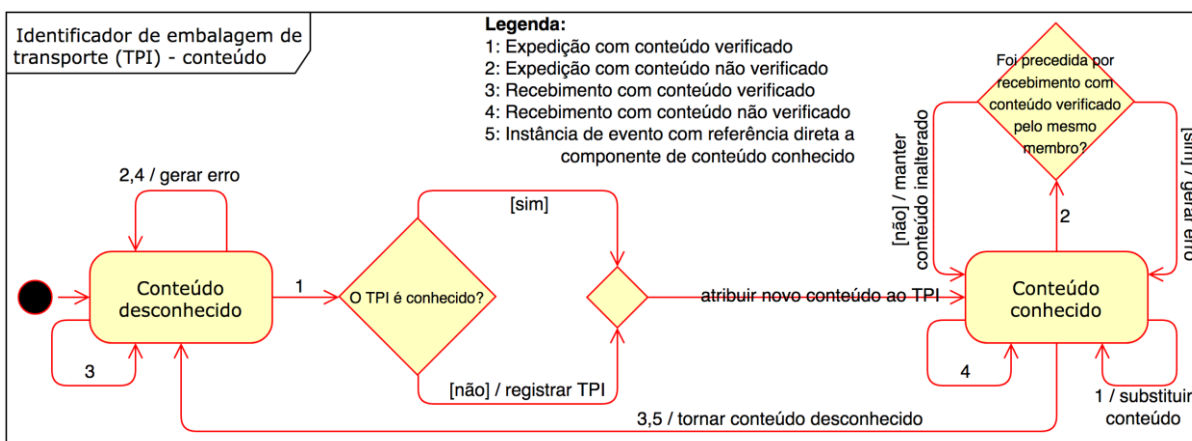 Identificador de embalagem de
transporte (TPI) - conteúdo
Legenda:
1: Expedição com conteúdo verificado
2: Expedição com conteúdo não verificado
3: Recebimento com conteúdo verificado
4: Recebimento com conteúdo não verificado
5: Instância de evento com referência direta a
componente de conteúdo conhecido
Foi precedida por
recebimento com
conteúdo verificado
pelo mesmo
membro?
[não] / manter
conteúdo inalterado
[sim] / gerar erro
2
2,4 / gerar erro
[sim]
Conteúdo
desconhecido
1
O TPI é conhecido?
atribuir novo conteúdo ao TPI
Conteúdo
conhecido
3
[não] / registrar TPI
4
1 / substituir
conteúdo
3,5 / tornar conteúdo desconhecido